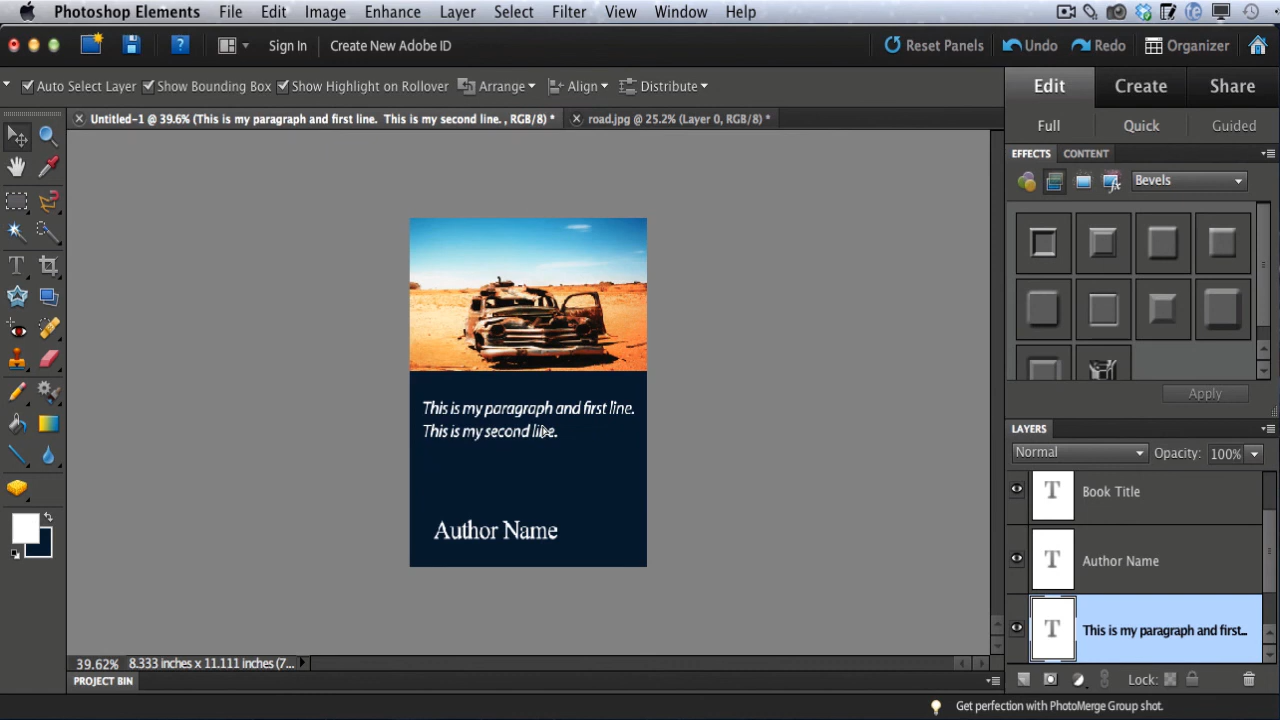 Photoshop Elements File Edit Image Enhance Layer Select Filter View Window Help
Sign In Create New Adobe ID Reset Panels Undo Redo Organizer
Auto Select Layer Show Bounding Box Show Highlight on Rollover Arrange Align Distribute
Edit Create Share
Untitled-1 @ 39.6% (This is my paragraph and first line. This is my second line. , RGB/8) * road.jpg @ 25.2% (Layer 0, RGB/8) *
Full Quick Guided
EFFECTS CONTENT
Bevels
T
This is my paragraph and first line.
This is my second line.
Author Name
Apply
LAYERS
Normal Opacity: 100%
T Book Title
T Author Name
T This is my paragraph and first...
Lock:
39.62% 8.333 inches x 11.111 inches (7...
PROJECT BIN
Get perfection with PhotoMerge Group shot.